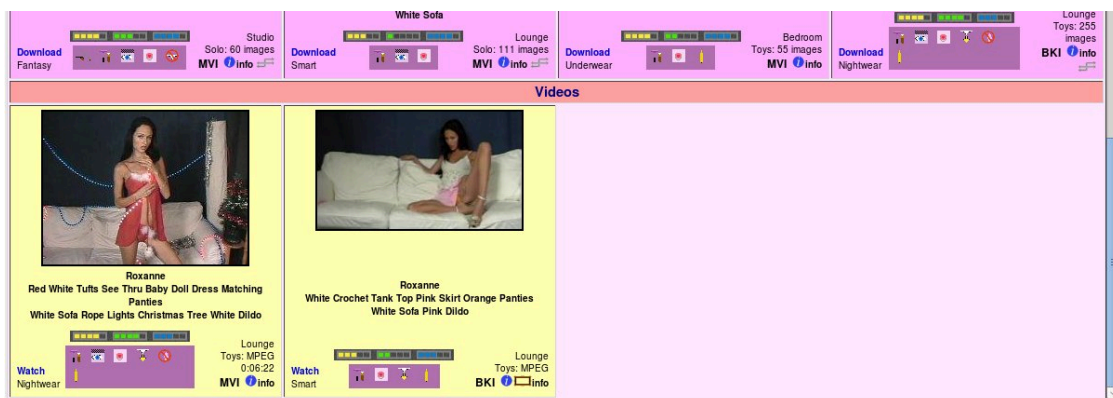 White Sofa
Studio
Solo: 60 images
Download
Fantasy
MVI info
Lounge
Solo: 111 images
Download
Smart
MVI info
Bedroom
Toys: 55 images
Download
Underwear
MVI info
Lounge
Toys: 255
images
Download
Nightwear
BKI info
Videos
Roxanne
Red White Tufts See Thru Baby Doll Dress Matching
Panties
White Sofa Rope Lights Christmas Tree White Dildo
Lounge
Toys: MPEG
0:06:22
Watch
Nightwear
MVI info
Roxanne
White Crochet Tank Top Pink Skirt Orange Panties
White Sofa Pink Dildo
Lounge
Toys: MPEG
Watch
Smart
BKI info